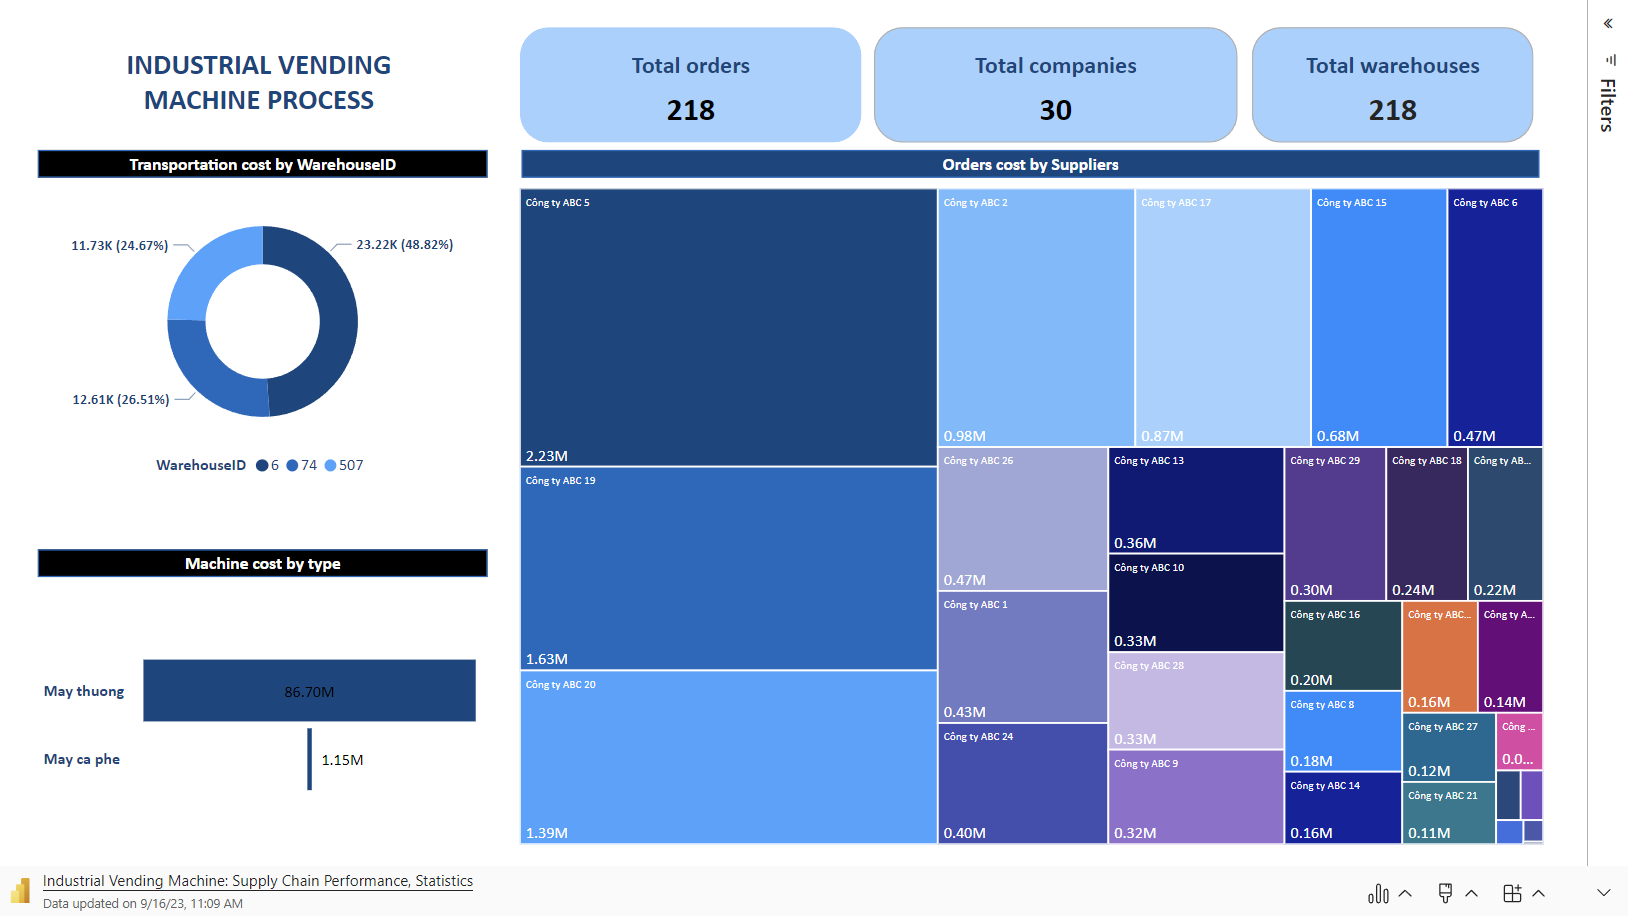 INDUSTRIAL VENDING
MACHINE PROCESS
Total orders
218
Total companies
30
Total warehouses
218
Filters
Transportation cost by WarehouseID
11.73K (24.67%)
23.22K (48.82%)
12.61K (26.51%)
WarehouseID 6 74 507
Machine cost by type
May thuong
86.70M
May ca phe
1.15M
Orders cost by Suppliers
Công ty ABC 5
2.23M
Công ty ABC 19
1.63M
Công ty ABC 20
1.39M
Công ty ABC 2
0.98M
Công ty ABC 17
0.87M
Công ty ABC 15
0.68M
Công ty ABC 6
0.47M
Công ty ABC 26
0.47M
Công ty ABC 1
0.43M
Công ty ABC 24
0.40M
Công ty ABC 13
0.36M
Công ty ABC 10
0.33M
Công ty ABC 28
0.33M
Công ty ABC 9
0.32M
Công ty ABC 29
0.30M
Công ty ABC 18
0.24M
Công ty AB...
0.22M
Công ty ABC 16
0.20M
Công ty ABC 8
0.18M
Công ty ABC 14
0.16M
Công ty ABC...
0.16M
Công ty A...
0.14M
Công ty ABC 27
0.12M
Công ty ABC 21
0.11M
Công ...
0.0...
Industrial Vending Machine: Supply Chain Performance, Statistics
Data updated on 9/16/23, 11:09 AM